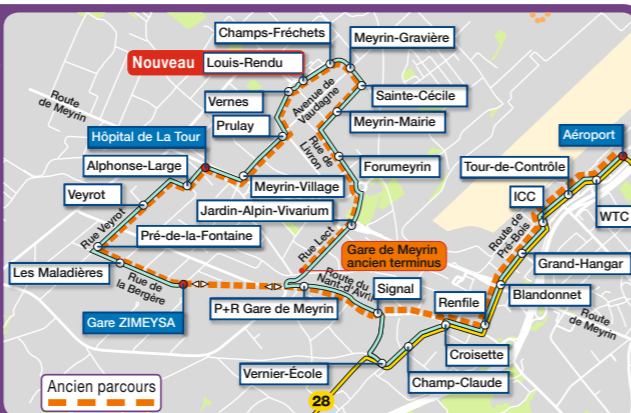 Champs-Fréchets
Meyrin-Gravière
Nouveau
Louis-Rendu
Route
de Meyrin
Vernes
Avenue de
Vaudagne
Sainte-Cécile
Prulay
Meyrin-Mairie
Hôpital de La Tour
Rue de
Livron
Aéroport
Alphonse-Large
Forumeyrin
Tour-de-Contrôle
Veyrot
Meyrin-Village
ICC
WTC
Jardin-Alpin-Vivarium
Rue Veyrot
Pré-de-la-Fontaine
Rue Lect
Gare de Meyrin
ancien terminus
Route de
Pré-Bois
Grand-Hangar
Les Maladières
Rue de
la Bergère
Route du
Nant-d'Avril
Signal
Renfile
Blandonnet
Gare ZIMEYSA
P+R Gare de Meyrin
Route
de Meyrin
Croisette
Vernier-École
Champ-Claude
Ancien parcours
28